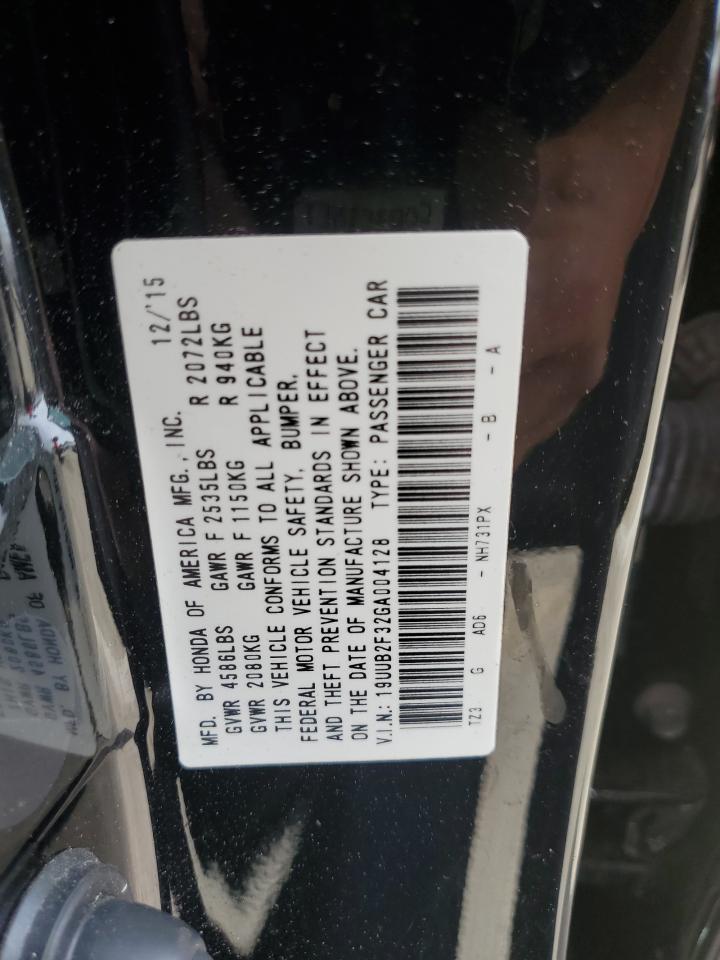 MFD. BY HONDA OF AMERICA MFG., INC. 12/'15
GVWR 4586LBS GAWR F 2535LBS R 2072LBS
GVWR 2080KG GAWR F 1150KG R 940KG
THIS VEHICLE CONFORMS TO ALL APPLICABLE
FEDERAL MOTOR VEHICLE SAFETY, BUMPER,
AND THEFT PREVENTION STANDARDS IN EFFECT
ON THE DATE OF MANUFACTURE SHOWN ABOVE.
V.I.N.: 19UUB2F32GA004128 TYPE: PASSENGER CAR
TZ3 G AD6 - NH731PX - B - A